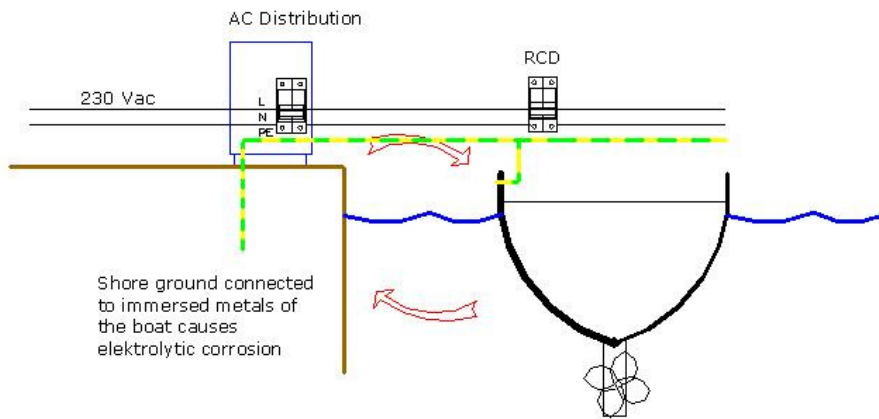 AC Distribution
RCD
230 Vac
L
N
PE
Shore ground connected
to immersed metals of
the boat causes
elektrolytic corrosion